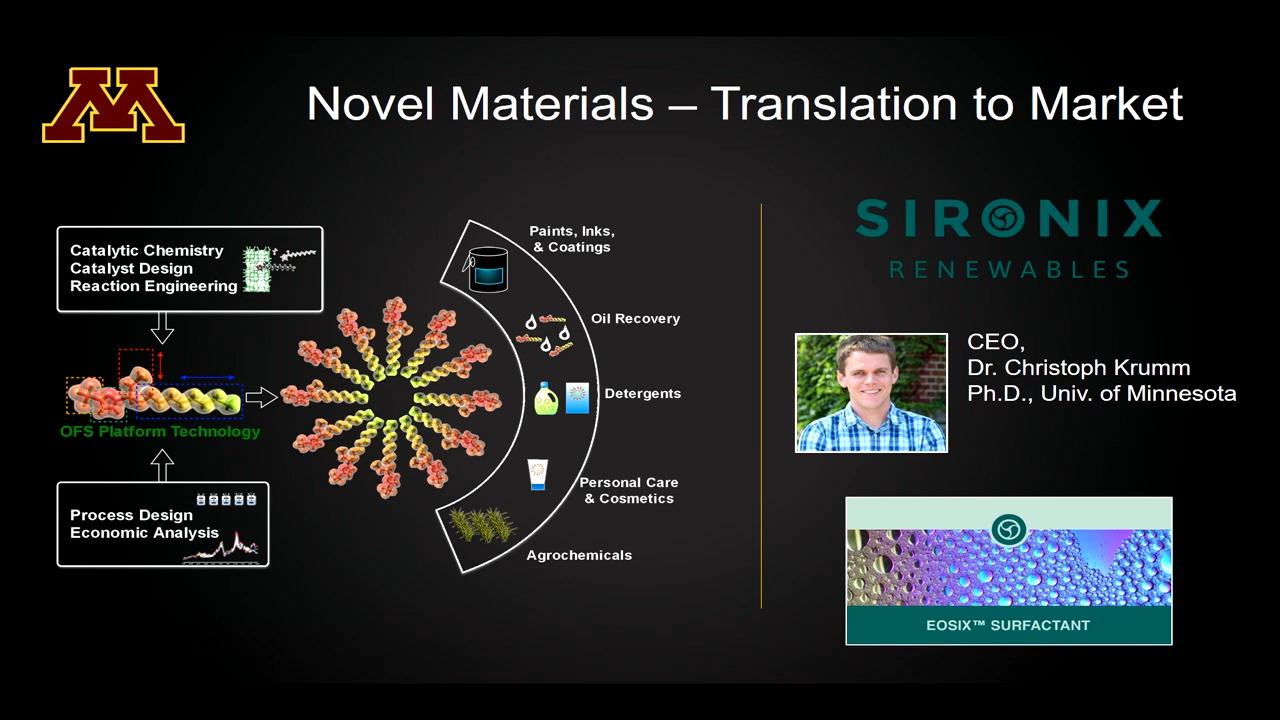 M
Novel Materials – Translation to Market
Catalytic Chemistry
Catalyst Design
Reaction Engineering
OFS Platform Technology
Process Design
Economic Analysis
Paints, Inks,
& Coatings
Oil Recovery
Detergents
Personal Care
& Cosmetics
Agrochemicals
SIRONIX
RENEWABLES
CEO,
Dr. Christoph Krumm
Ph.D., Univ. of Minnesota
EOSIX™ SURFACTANT